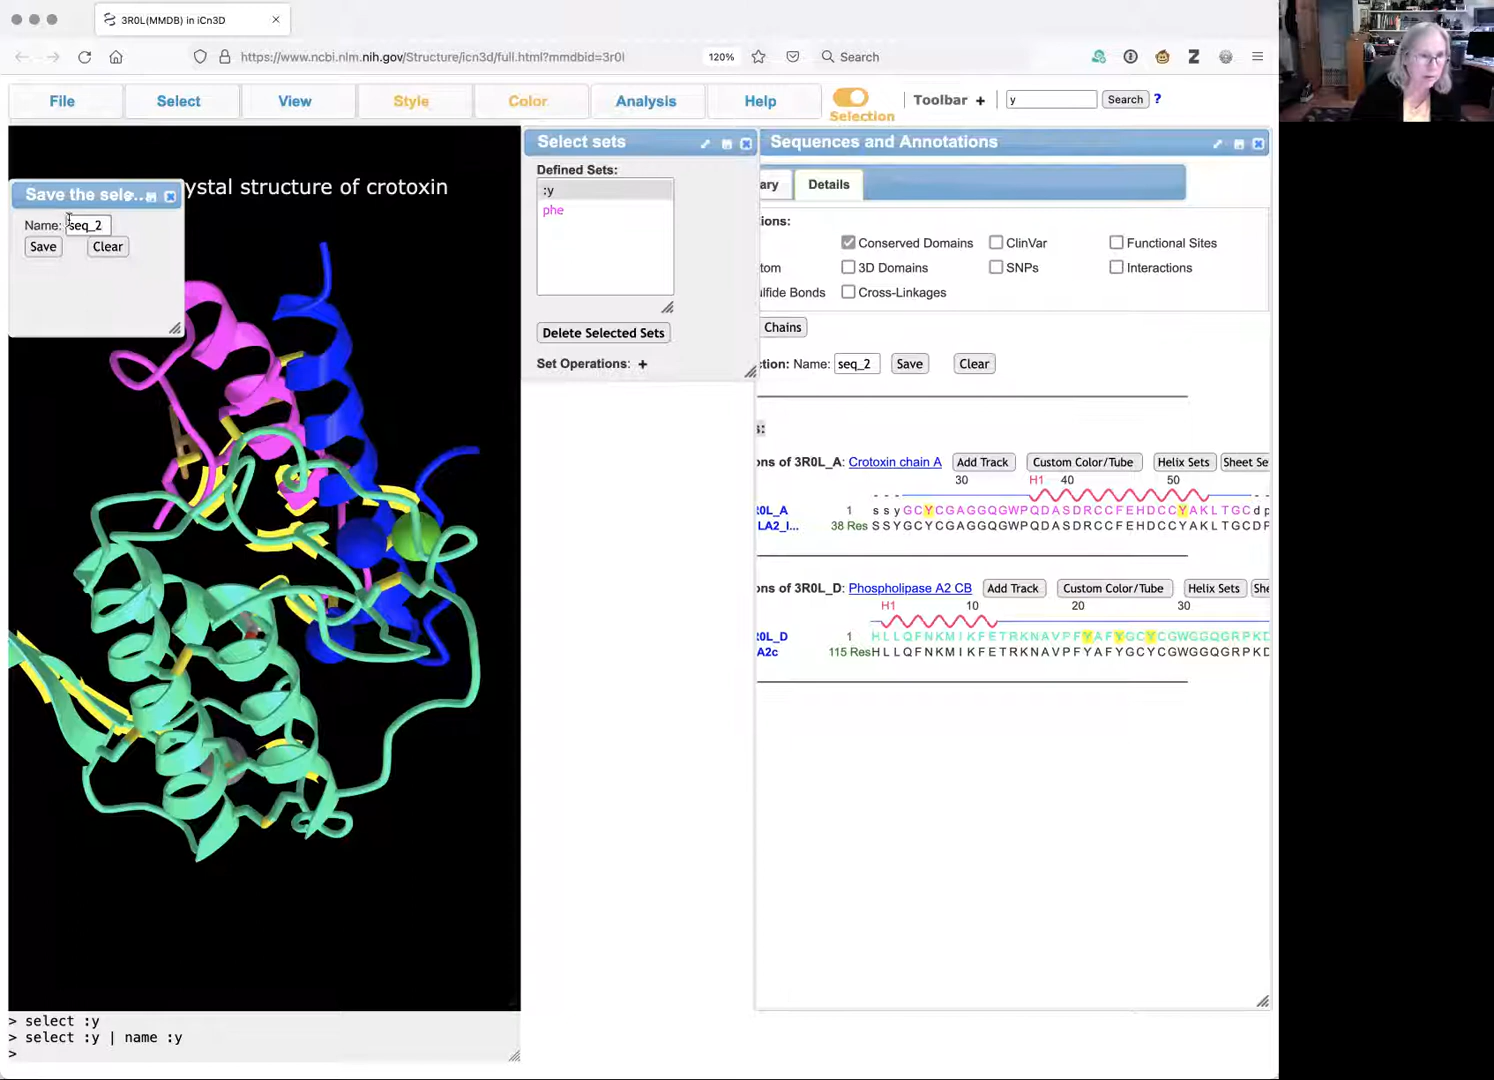 3R0L(MMDB) in iCn3D
https://www.ncbi.nlm.nih.gov/Structure/icn3d/full.html?mmdbid=3r0l
120%
Search
File
Select
View
Style
Color
Analysis
Help
Selection
Toolbar +
y
Search
?
ystal structure of crotoxin
Save the sele...
Name: seq_2
Save
Clear
Select sets
Defined Sets:
:y
phe
Delete Selected Sets
Set Operations: +
Sequences and Annotations
ary
Details
ions:
Conserved Domains
ClinVar
Functional Sites
tom
3D Domains
SNPs
Interactions
ulfide Bonds
Cross-Linkages
Chains
ction: Name: seq_2 Save Clear
s:
ons of 3R0L_A: Crotoxin chain A Add Track Custom Color/Tube Helix Sets Sheet Se
30 H1 40 50
R0L_A 1 s s y G C Y C G A G G Q G W P Q D A S D R C C F E H D C C Y A K L T G C d p
LA2_l... 38 Res S S Y G C Y C G A G G Q G W P Q D A S D R C C F E H D C C Y A K L T G C D P
ons of 3R0L_D: Phospholipase A2 CB Add Track Custom Color/Tube Helix Sets She
H1 10 20 30
R0L_D 1 H L L Q F N K M I K F E T R K N A V P F Y A F Y G C Y C G W G G Q G R P K D
A2c 115 Res H L L Q F N K M I K F E T R K N A V P F Y A F Y G C Y C G W G G Q G R P K D
> select :y
> select :y | name :y
>